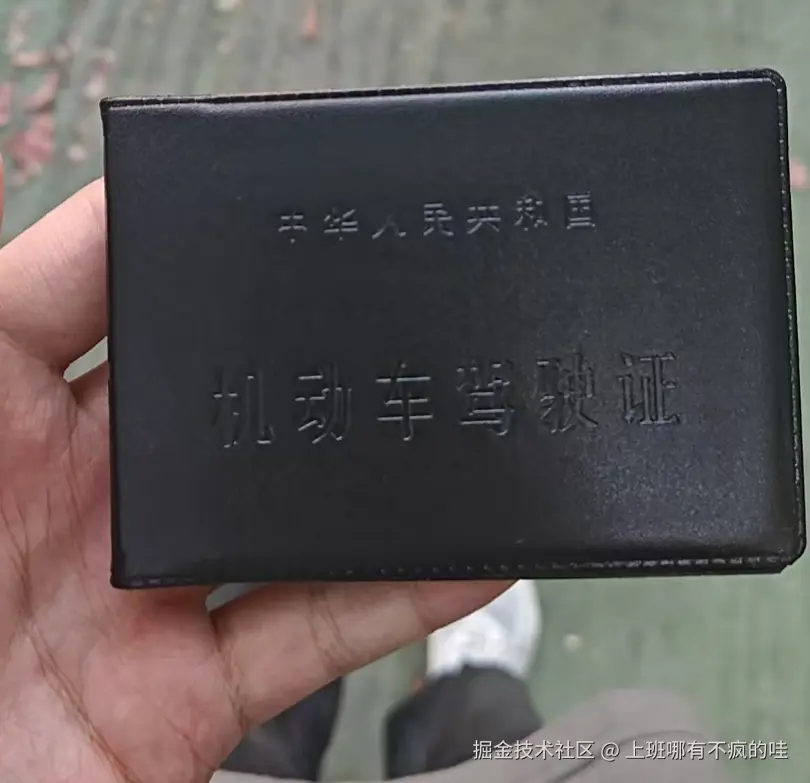 中华人民共和国
机动车驾驶证
掘金技术社区 @ 上班哪有不疯的哇